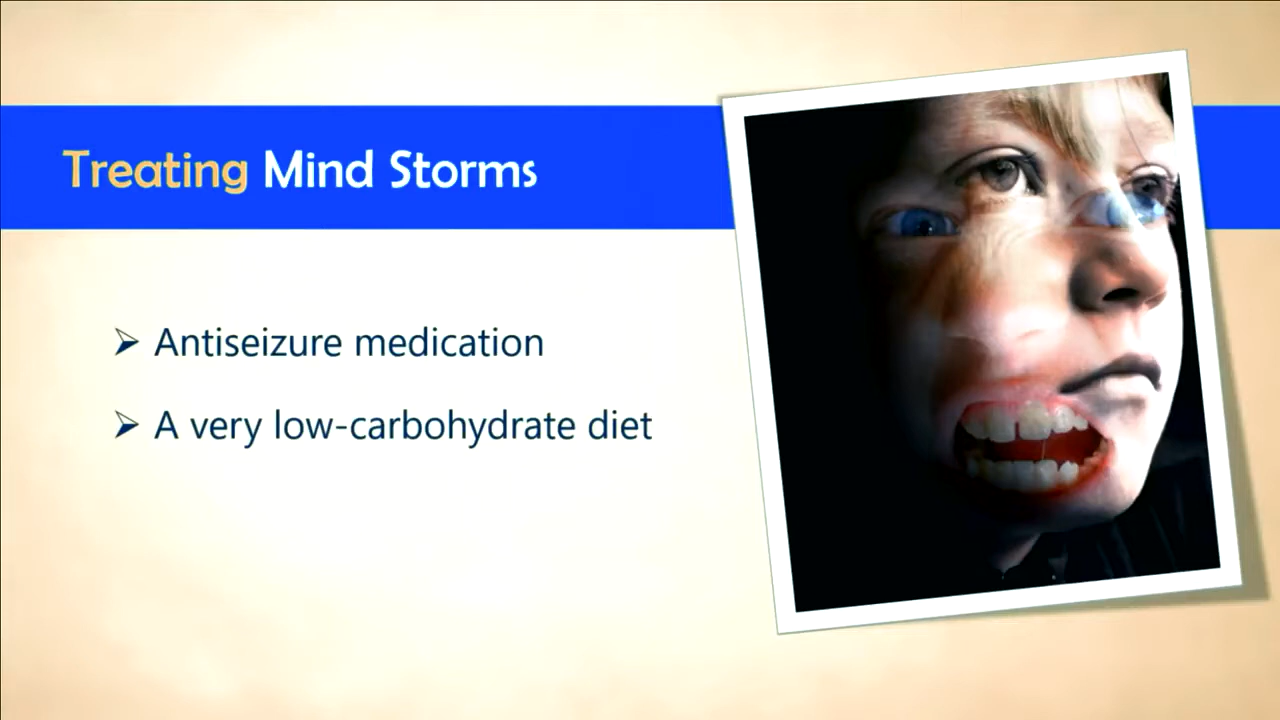 Treating Mind Storms
Antiseizure medication
A very low-carbohydrate diet